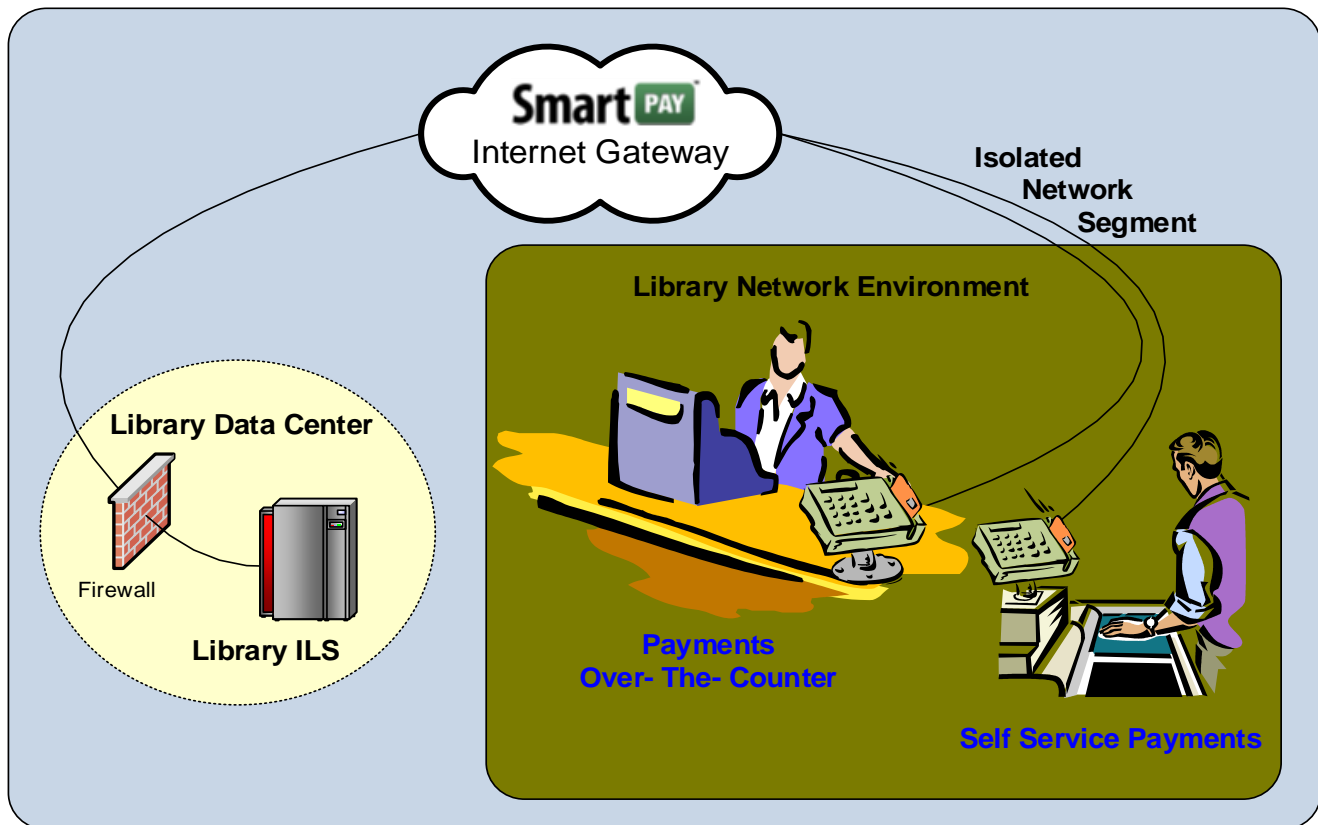 Smart PAY™
Internet Gateway
Isolated
Network
Segment
Library Network Environment
Library Data Center
Firewall
Library ILS
Payments
Over- The- Counter
Self Service Payments